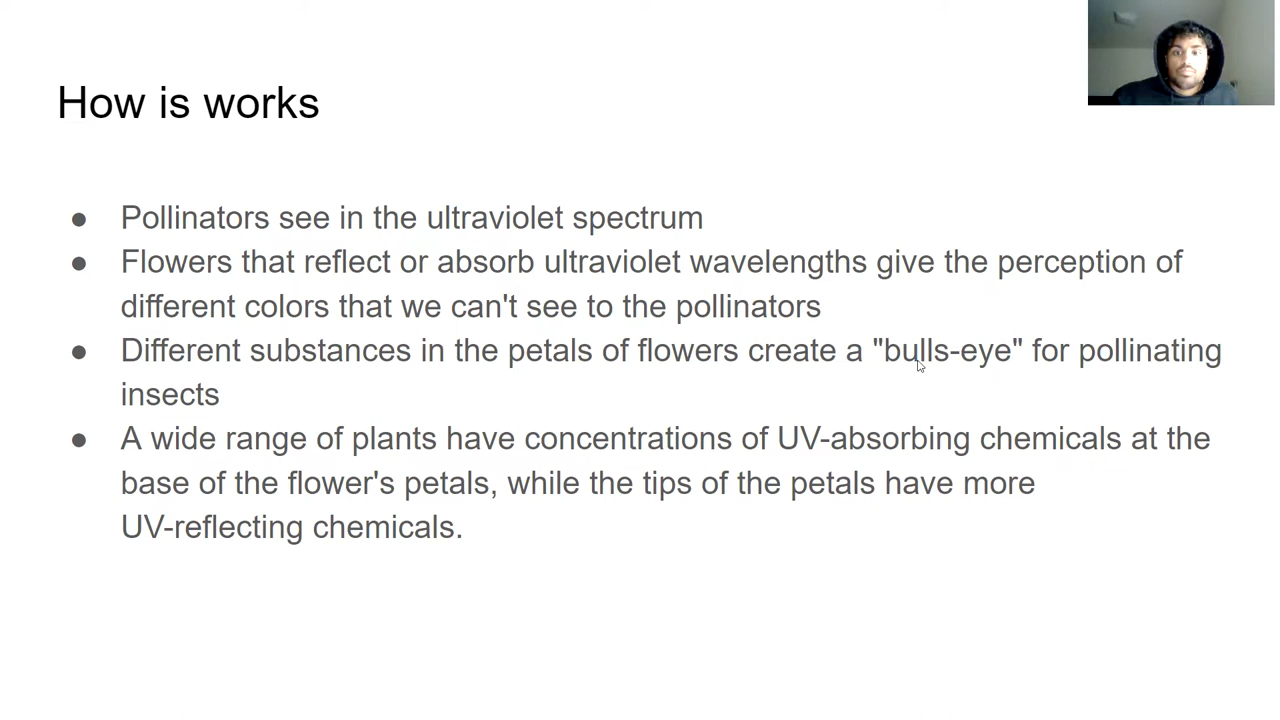 How is works
● Pollinators see in the ultraviolet spectrum
● Flowers that reflect or absorb ultraviolet wavelengths give the perception of
different colors that we can't see to the pollinators
● Different substances in the petals of flowers create a "bulls-eye" for pollinating
insects
● A wide range of plants have concentrations of UV-absorbing chemicals at the
base of the flower's petals, while the tips of the petals have more
UV-reflecting chemicals.